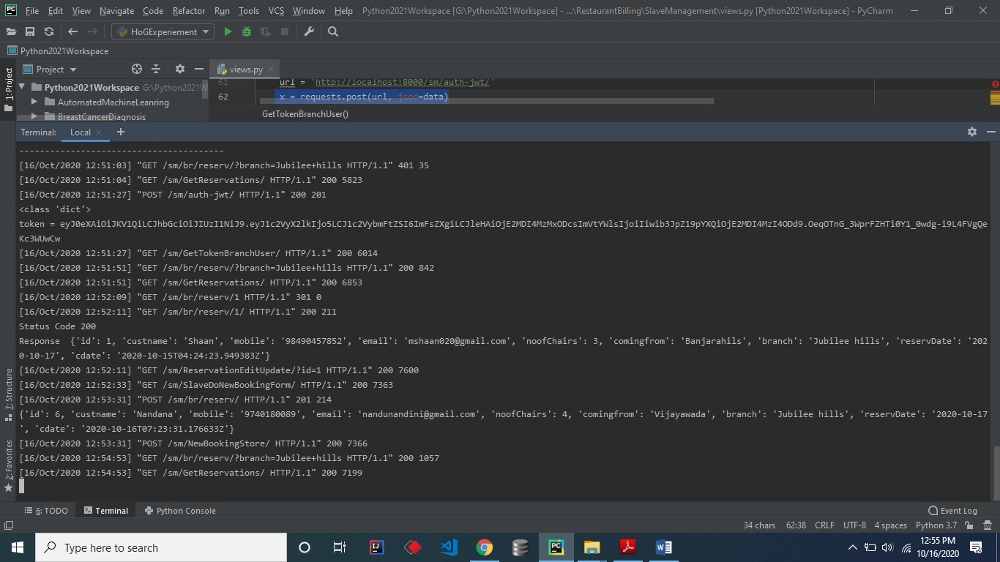 File Edit View Navigate Code Refactor Run Tools VCS Window Help Python2021Workspace [G:\Python2021Workspace] - ...\RestaurantBilling\SlaveManagement\views.py [Python2021Workspace] - PyCharm
HoGExperiement
Python2021Workspace
1: Project
Project
views.py
Python2021Workspace G:\Python2021W
AutomatedMachineLeanring
BreastCancerDiagnosis
61 url = 'http://localhost:8000/sm/auth-jwt/'
62 x = requests.post(url, json=data)
GetTokenBranchUser()
Terminal: Local × +
----------------------------------------
[16/Oct/2020 12:51:03] "GET /sm/br/reserv/?branch=Jubilee+hills HTTP/1.1" 401 35
[16/Oct/2020 12:51:04] "GET /sm/GetReservations/ HTTP/1.1" 200 5823
[16/Oct/2020 12:51:27] "POST /sm/auth-jwt/ HTTP/1.1" 200 201
<class 'dict'>
token = eyJ0eXAiOiJKV1QiLCJhbGciOiJIUzI1NiJ9.eyJ1c2VyX2lkIjo5LCJ1c2VybmFtZSI6ImFsZXgiLCJleHAiOjE2MDI4MzMxODcsImVtYWlsIjoiIiwib3JpZ19pYXQiOjE2MDI4MzI4ODd9.OeqOTnG_3WprFZHTi0Y1_0wdg-i9L4FVgQe
Kc3WUwCw
[16/Oct/2020 12:51:27] "GET /sm/GetTokenBranchUser/ HTTP/1.1" 200 6014
[16/Oct/2020 12:51:51] "GET /sm/br/reserv/?branch=Jubilee+hills HTTP/1.1" 200 842
[16/Oct/2020 12:51:51] "GET /sm/GetReservations/ HTTP/1.1" 200 6853
[16/Oct/2020 12:52:09] "GET /sm/br/reserv/1 HTTP/1.1" 301 0
[16/Oct/2020 12:52:11] "GET /sm/br/reserv/1/ HTTP/1.1" 200 211
Status Code 200
Response  {'id': 1, 'custname': 'Shaan', 'mobile': '98490457852', 'email': 'mshaan020@gmail.com', 'noofChairs': 3, 'comingfrom': 'Banjarahils', 'branch': 'Jubilee hills', 'reservDate': '202
0-10-17', 'cdate': '2020-10-15T04:24:23.949383Z'}
[16/Oct/2020 12:52:11] "GET /sm/ReservationEditUpdate/?id=1 HTTP/1.1" 200 7600
[16/Oct/2020 12:52:33] "GET /sm/SlaveDoNewBookingForm/ HTTP/1.1" 200 7363
[16/Oct/2020 12:53:31] "POST /sm/br/reserv/ HTTP/1.1" 201 214
{'id': 6, 'custname': 'Nandana', 'mobile': '9740180089', 'email': 'nandunandini@gmail.com', 'noofChairs': 4, 'comingfrom': 'Vijayawada', 'branch': 'Jubilee hills', 'reservDate': '2020-10-17
', 'cdate': '2020-10-16T07:23:31.176633Z'}
[16/Oct/2020 12:53:31] "POST /sm/NewBookingStore/ HTTP/1.1" 200 7366
[16/Oct/2020 12:54:53] "GET /sm/br/reserv/?branch=Jubilee+hills HTTP/1.1" 200 1057
[16/Oct/2020 12:54:53] "GET /sm/GetReservations/ HTTP/1.1" 200 7199
7: Structure
2: Favorites
6: TODO Terminal Python Console Event Log
34 chars 62:38 CRLF UTF-8 4 spaces Python 3.7
Type here to search
12:55 PM
10/16/2020